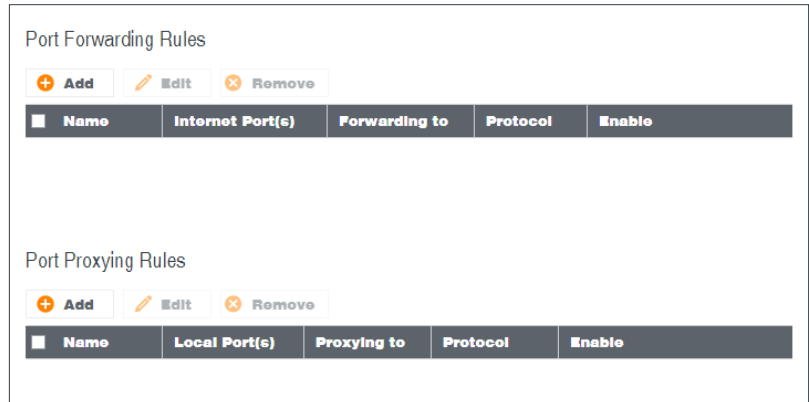 Port Forwarding Rules
Add Edit Remove
Name Internet Port(s) Forwarding to Protocol Enable
Port Proxying Rules
Add Edit Remove
Name Local Port(s) Proxying to Protocol Enable